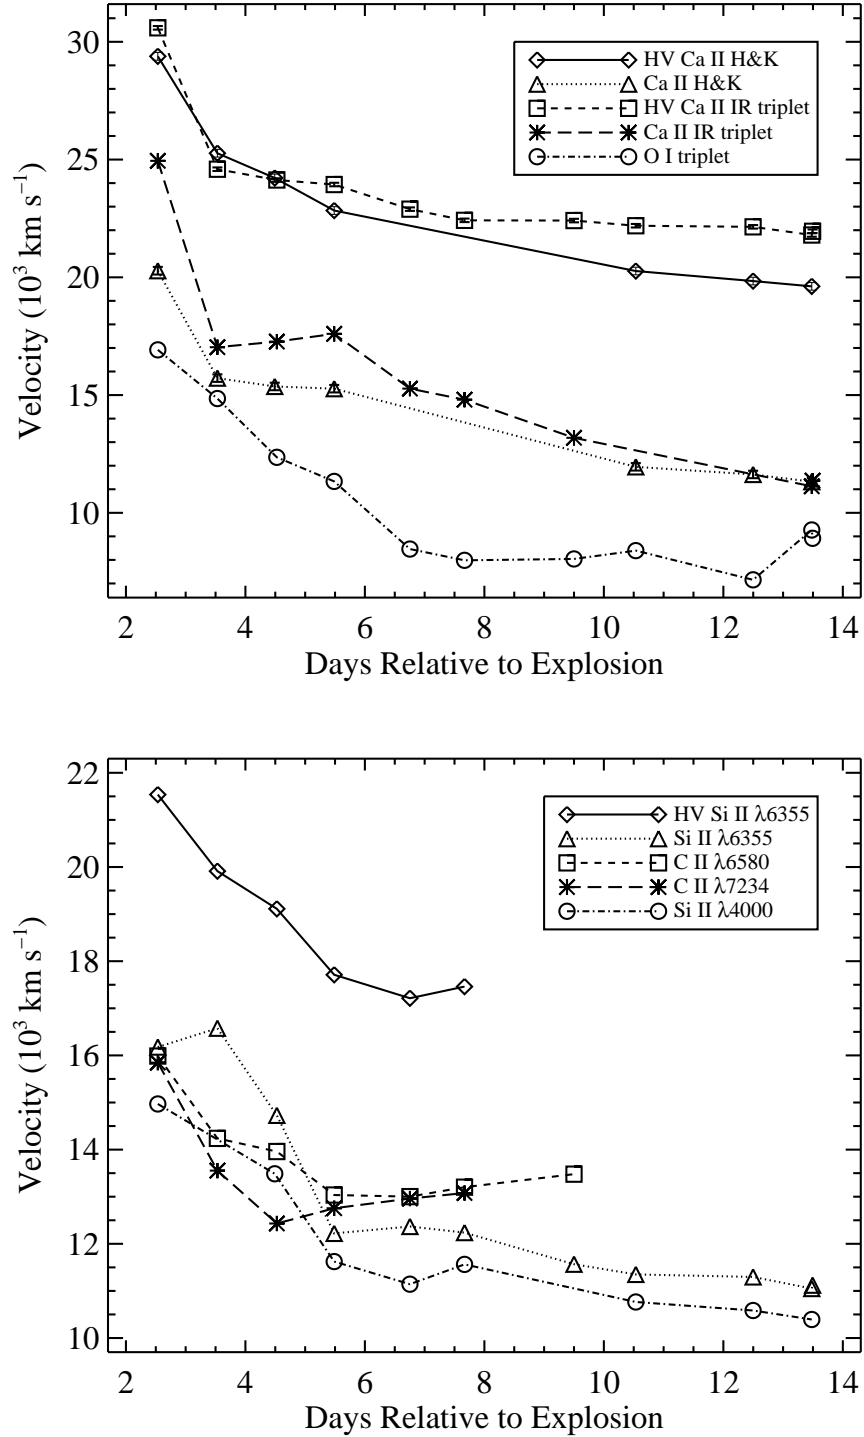 30
25
20
15
10
Velocity (10³ km s⁻¹)
HV Ca II H&K
Ca II H&K
HV Ca II IR triplet
Ca II IR triplet
O I triplet
2 4 6 8 10 12 14
Days Relative to Explosion
22
20
18
16
14
12
10
Velocity (10³ km s⁻¹)
HV Si II λ6355
Si II λ6355
C II λ6580
C II λ7234
Si II λ4000
2 4 6 8 10 12 14
Days Relative to Explosion